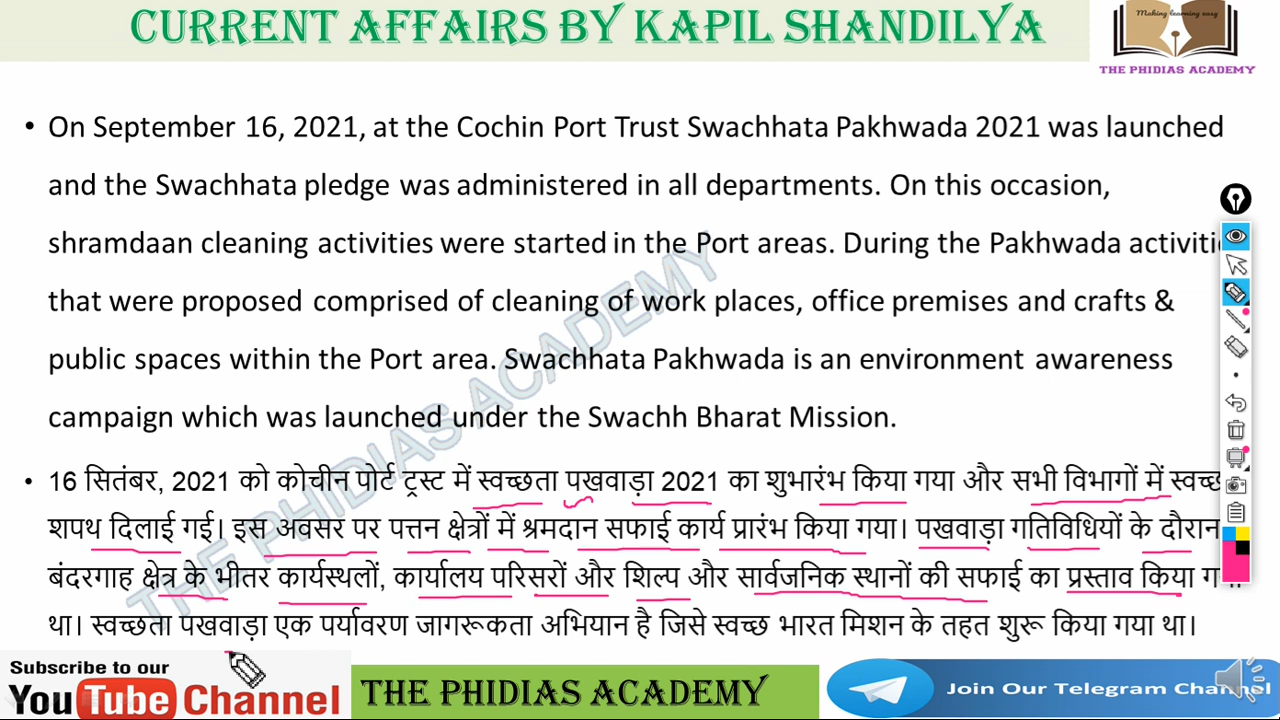 CURRENT AFFAIRS BY KAPIL SHANDILYA
Making learning easy
THE PHIDIAS ACADEMY
• On September 16, 2021, at the Cochin Port Trust Swachhata Pakhwada 2021 was launched
and the Swachhata pledge was administered in all departments. On this occasion,
shramdaan cleaning activities were started in the Port areas. During the Pakhwada
that were proposed comprised of cleaning of work places, office premises and crafts &
public spaces within the Port area. Swachhata Pakhwada is an environment awareness
campaign which was launched under the Swachh Bharat Mission.
• 16 सितंबर, 2021 को कोचीन पोर्ट ट्रस्ट में स्वच्छता पखवाड़ा 2021 का शुभारंभ किया गया और सभी विभागों में
शपथ दिलाई गई। इस अवसर पर पत्तन क्षेत्रों में श्रमदान सफाई कार्य प्रारंभ किया गया। पखवाड़ा गतिविधियों के दौरान
बंदरगाह क्षेत्र के भीतर कार्यस्थलों, कार्यालय परिसरों और शिल्प और सार्वजनिक स्थानों की सफाई का प्रस्ताव किया
था। स्वच्छता पखवाड़ा एक पर्यावरण जागरूकता अभियान है जिसे स्वच्छ भारत मिशन के तहत शुरू किया गया था।
THE PHIDIAS ACADEMY
Subscribe to our
YouTube Channel
THE PHIDIAS ACADEMY
Join Our Telegram Channel